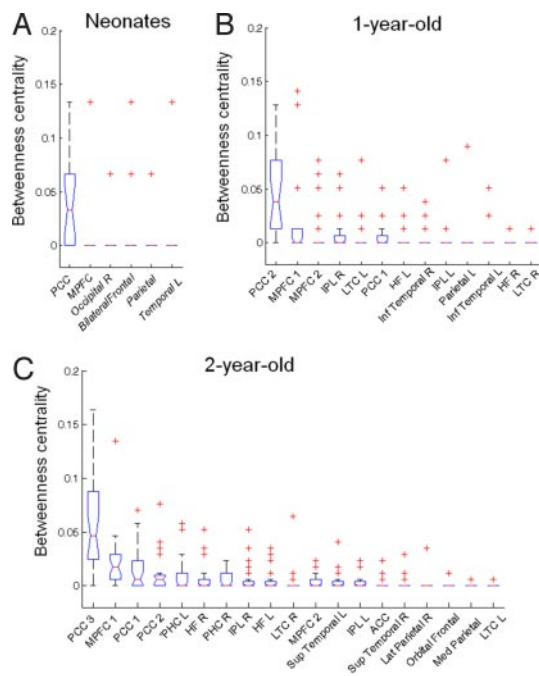 A
Neonates
Betweenness centrality
0.2
0.15
0.1
0.05
0
PCC
MPFC
Occipital R
BilateralFrontal
Parietal
Temporal L
B
1-year-old
Betweenness centrality
0.2
0.15
0.1
0.05
0
PCC 2
MPFC 1
MPFC 2
IPL R
LTC L
PCC 1
HF L
Inf Temporal R
IPL L
Parietal L
Inf Temporal L
HF R
LTC R
C
2-year-old
Betweenness centrality
0.2
0.15
0.1
0.05
0
PCC 3
MPFC 1
PCC 1
PCC 2
'PHC L
HF R
PHC R
IPL R
HF L
LTC R
MPFC 2
Sup Temporal L
IPL L
ACC
Sup Temporal R
Lat Parietal R
Orbital Frontal
Med Parietal
LTC L